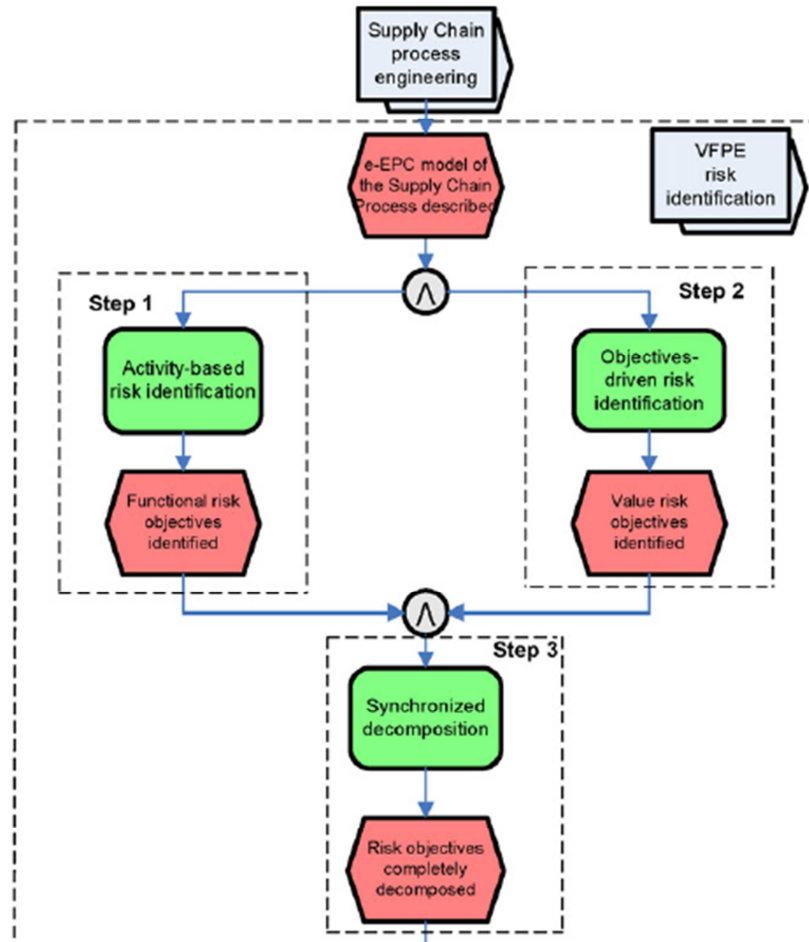 Supply Chain
process
engineering
e-EPC model of
the Supply Chain
Process described
VFPE
risk
identification
Λ
Step 1
Step 2
Activity-based
risk identification
Objectives-
driven risk
identification
Functional risk
objectives
identified
Value risk
objectives
identified
Λ
Step 3
Synchronized
decomposition
Risk objectives
completely
decomposed